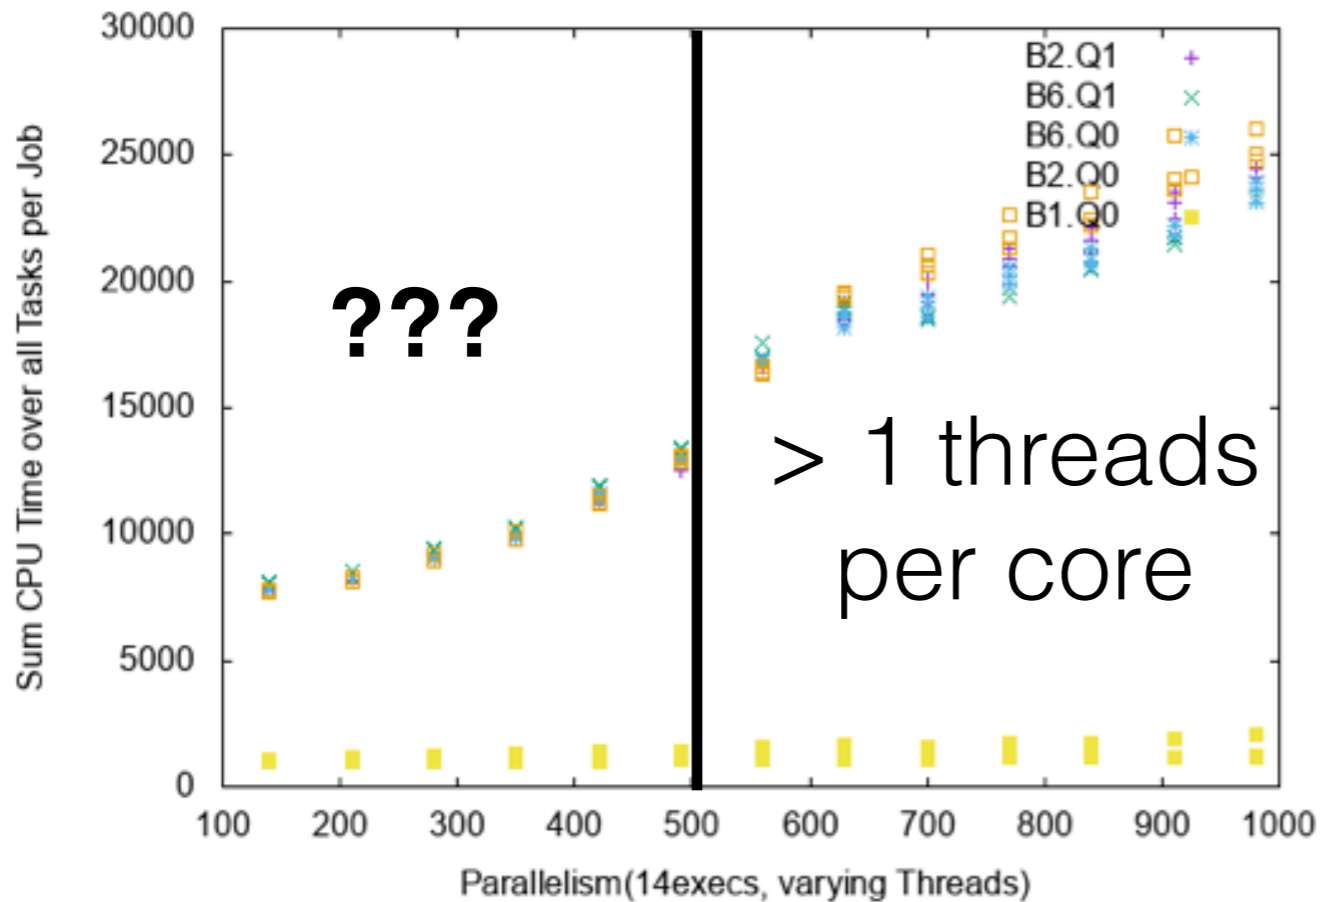 30000
25000
20000
15000
10000
5000
0
Sum CPU Time over all Tasks per Job
B2.Q1
B6.Q1
B6.Q0
B2.Q0
B1.Q0
???
> 1 threads
per core
100 200 300 400 500 600 700 800 900 1000
Parallelism(14execs, varying Threads)